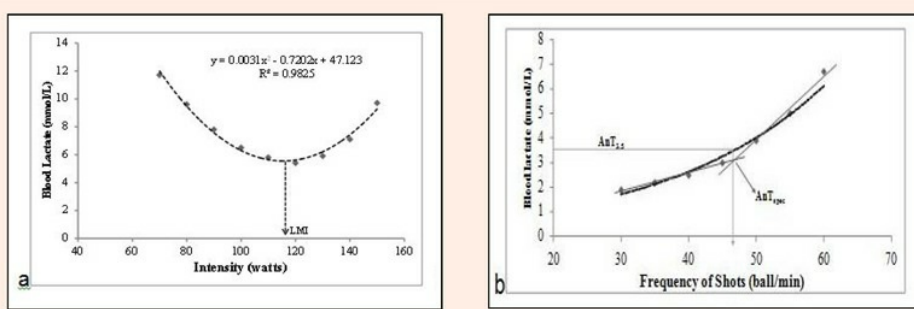 14
12
10
8
6
4
2
0
Blood Lactate (mmol/L)
y = 0.0031x² - 0.7202x + 47.123
R² = 0.9825
LMI
40 60 80 100 120 140 160
Intensity (watts)
a
8
7
6
5
4
3
2
1
0
Blood lactate (mmol/L)
AnT3.5
AnTspec
20 30 40 50 60 70
Frequency of Shots (ball/min)
b